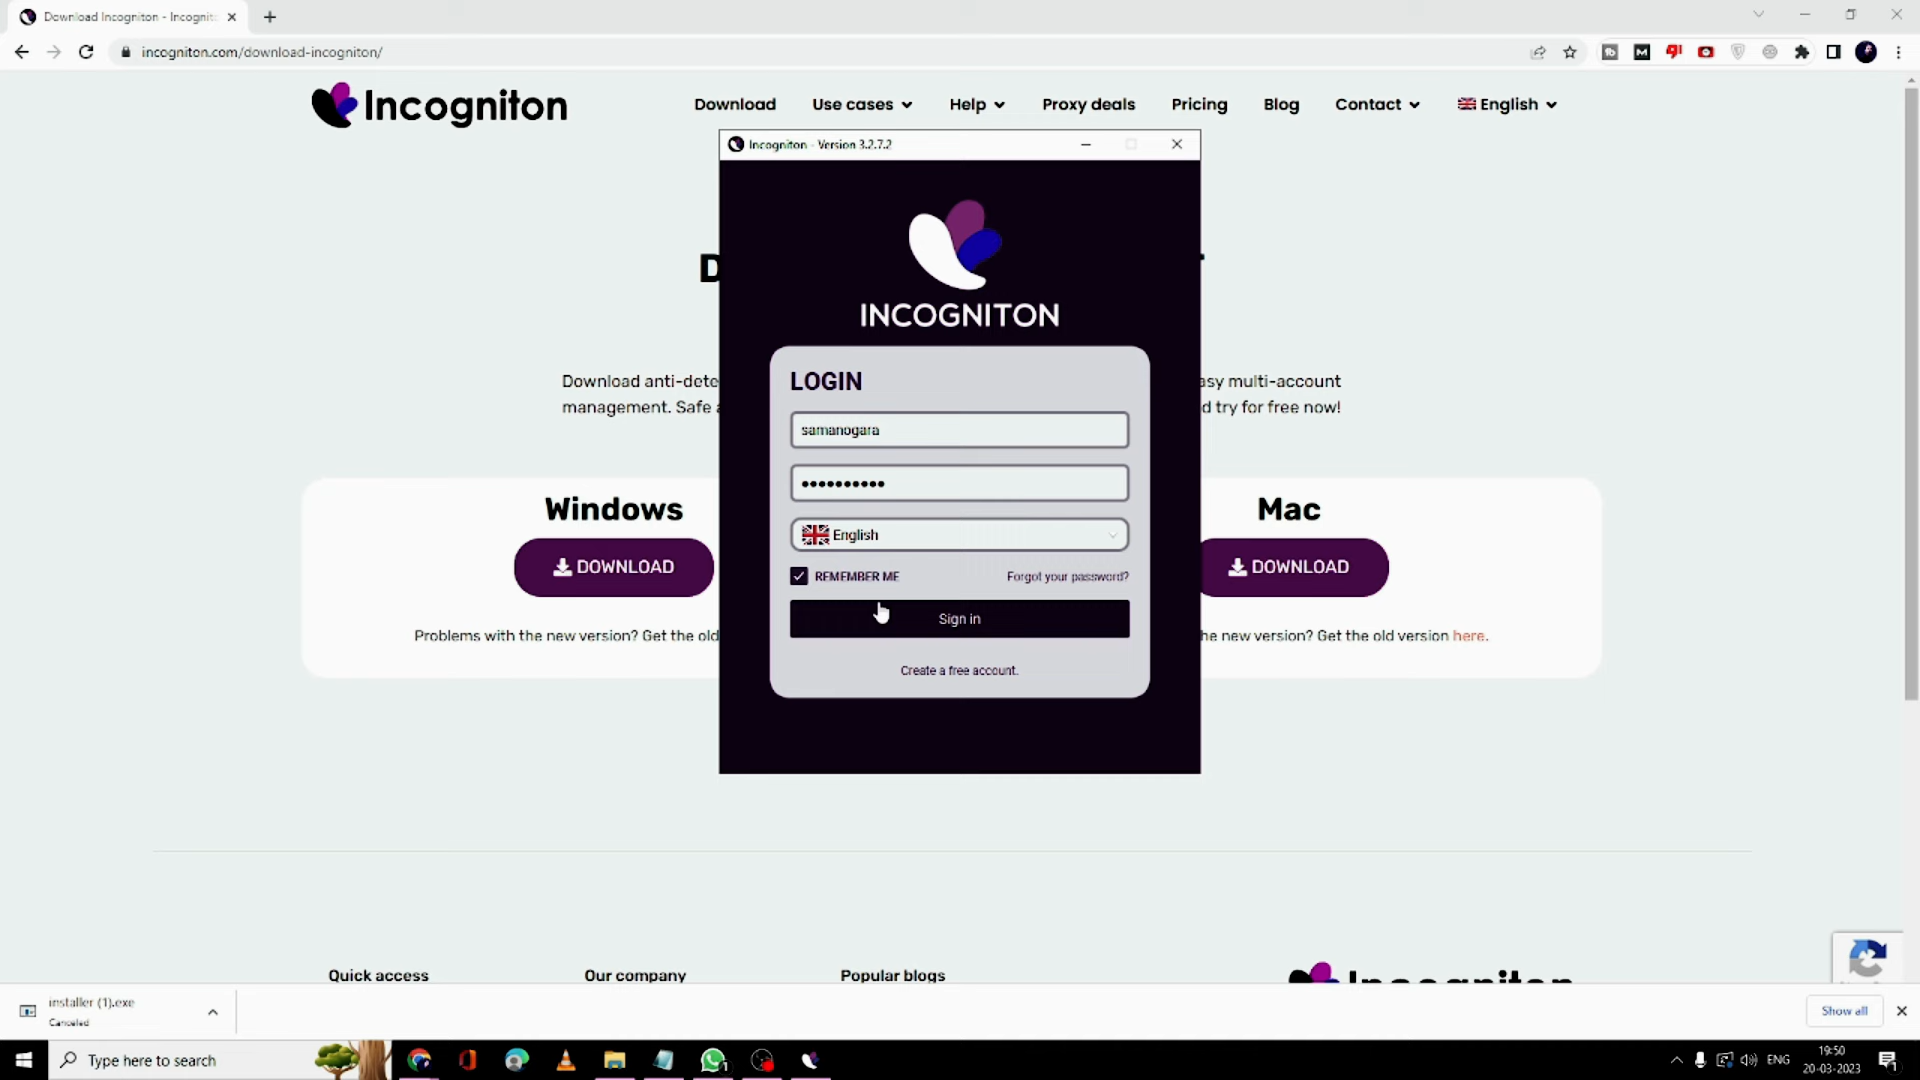 Download Incogniton - Incognit
incogniton.com/download-incogniton/
Incogniton
Download
Use cases
Help
Proxy deals
Pricing
Blog
Contact
English
Incogniton - Version 3.2.7.2
INCOGNITON
LOGIN
samanogara
English
REMEMBER ME
Forgot your password?
Sign in
Create a free account.
D
Download anti-dete
asy multi-account
management. Safe
d try for free now!
Windows
DOWNLOAD
Problems with the new version? Get the old
Mac
DOWNLOAD
he new version? Get the old version here.
Quick access
Our company
Popular blogs
Incogniton
installer (1).exe
Canceled
Show all
Type here to search
ENG
19:50
20-03-2023